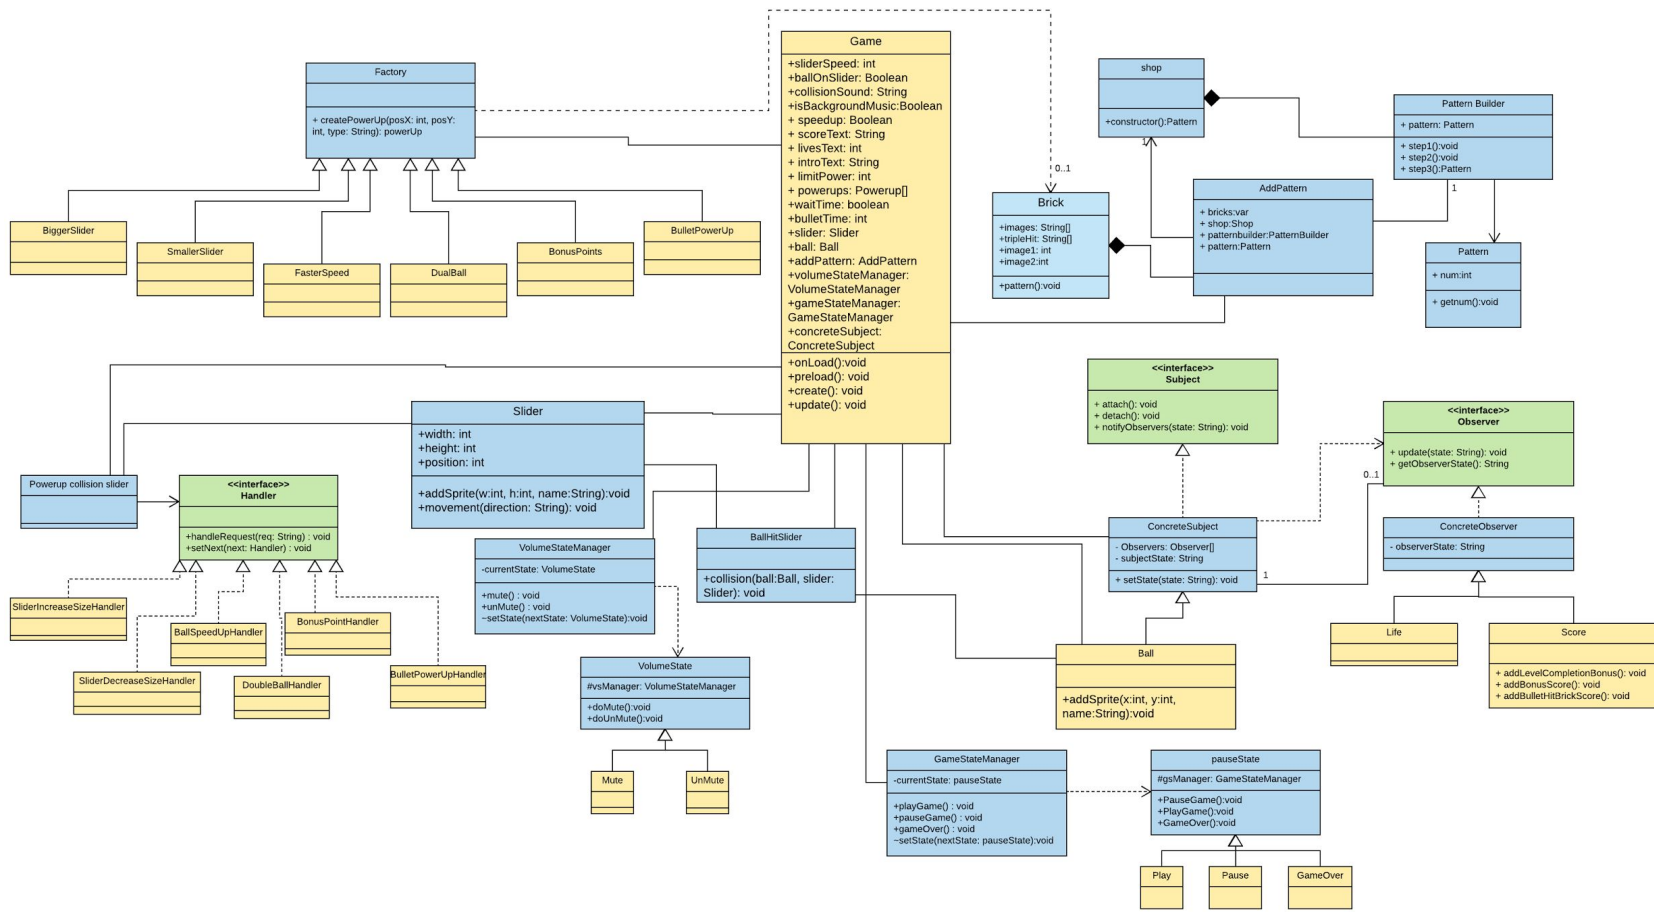 Factory
+ createPowerUp(posX: int, posY:
int, type: String): powerUp
BiggerSlider
SmallerSlider
FasterSpeed
DualBall
BonusPoints
BulletPowerUp
Game
+sliderSpeed: int
+ballOnSlider: Boolean
+collisionSound: String
+isBackgroundMusic:Boolean
+ speedup: Boolean
+ scoreText: String
+ livesText: int
+ introText: String
+ limitPower: int
+ powerups: Powerup[]
+waitTime: boolean
+bulletTime: int
+slider: Slider
+ball: Ball
+addPattern: AddPattern
+volumeStateManager:
VolumeStateManager
+gameStateManager:
GameStateManager
+concreteSubject:
ConcreteSubject
+onLoad():void
+preload(): void
+create(): void
+update(): void
shop
+constructor():Pattern
1
Pattern Builder
+ pattern: Pattern
+ step1():void
+ step2():void
+ step3():Pattern
1
0..1
Brick
+images: String[]
+tripleHit: String[]
+image1: int
+image2:int
+pattern():void
AddPattern
+ bricks:var
+ shop:Shop
+ patternbuilder:PatternBuilder
+ pattern:Pattern
Pattern
+ num:int
+ getnum():void
<<interface>>
Subject
+ attach(): void
+ detach(): void
+ notifyObservers(state: String): void
<<interface>>
Observer
+ update(state: String): void
+ getObserverState(): String
0..1
Slider
+width: int
+height: int
+position: int
+addSprite(w:int, h:int, name:String):void
+movement(direction: String): void
Powerup collision slider
<<interface>>
Handler
+handleRequest(req: String) : void
+setNext(next: Handler) : void
SliderIncreaseSizeHandler
SliderDecreaseSizeHandler
BallSpeedUpHandler
DoubleBallHandler
BonusPointHandler
BulletPowerUpHandler
VolumeStateManager
-currentState: VolumeState
+mute() : void
+unMute() : void
~setState(nextState: VolumeState):void
BallHitSlider
+collision(ball:Ball, slider:
Slider): void
VolumeState
#vsManager: VolumeStateManager
+doMute():void
+doUnMute():void
Mute
UnMute
ConcreteSubject
- Observers: Observer[]
- subjectState: String
+ setState(state: String): void
1
ConcreteObserver
- observerState: String
Life
Score
+ addLevelCompletionBonus(): void
+ addBonusScore(): void
+ addBulletHitBrickScore(): void
Ball
+addSprite(x:int, y:int,
name:String):void
GameStateManager
-currentState: pauseState
+playGame() : void
+pauseGame() : void
+gameOver() : void
~setState(nextState: pauseState):void
pauseState
#gsManager: GameStateManager
+PauseGame():void
+PlayGame():void
+GameOver():void
Play
Pause
GameOver